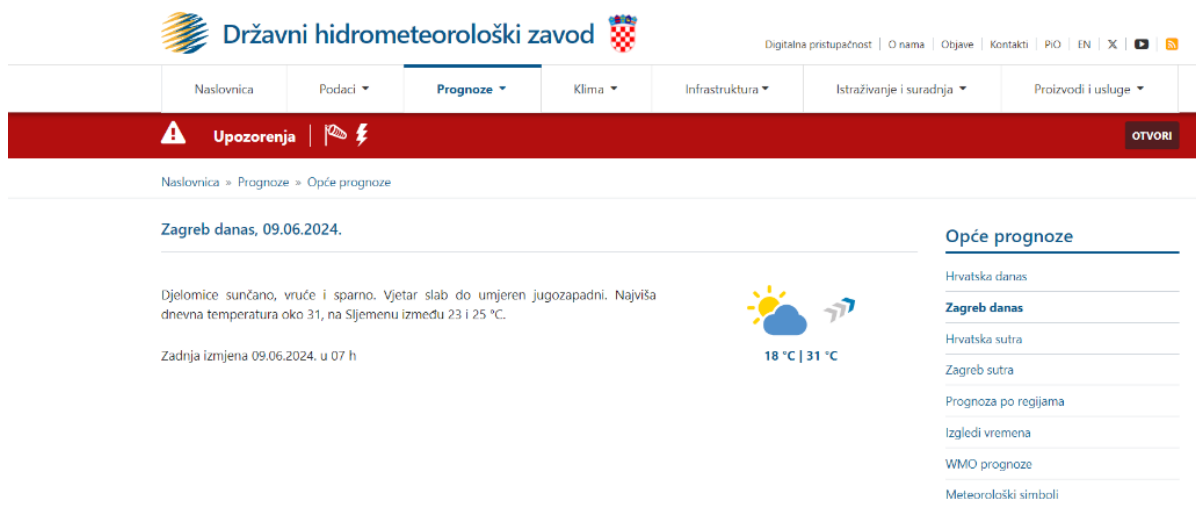 Državni hidrometeorološki zavod
Digitalna pristupačnost | O nama | Objave | Kontakti | PiO | EN | X
Naslovnica Podaci Prognoze Klima Infrastruktura Istraživanje i suradnja Proizvodi i usluge
Upozorenja OTVORI
Naslovnica » Prognoze » Opće prognoze
Zagreb danas, 09.06.2024.
Djelomice sunčano, vruće i sparno. Vjetar slab do umjeren jugozapadni. Najviša
dnevna temperatura oko 31, na Sljemenu između 23 i 25 °C.
Zadnja izmjena 09.06.2024. u 07 h
18 °C | 31 °C
Opće prognoze
Hrvatska danas
Zagreb danas
Hrvatska sutra
Zagreb sutra
Prognoza po regijama
Izgledi vremena
WMO prognoze
Meteorološki simboli